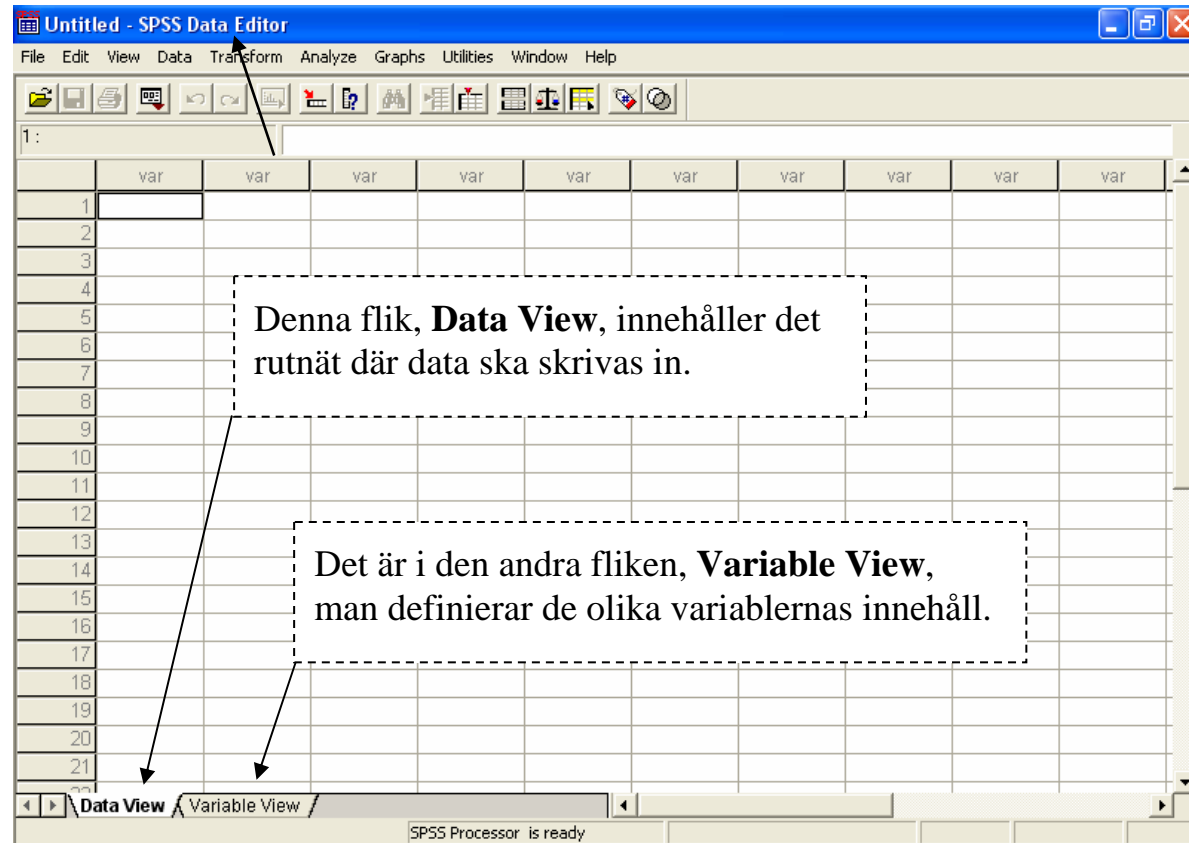 Untitled - SPSS Data Editor
File Edit View Data Transform Analyze Graphs Utilities Window Help
1 :
var var var var var var var var var var
1
2
3
4
5
6
7
8
9
10
11
12
13
14
15
16
17
18
19
20
21
Denna flik, Data View, innehåller det
rutnät där data ska skrivas in.
Det är i den andra fliken, Variable View,
man definierar de olika variablernas innehåll.
Data View Variable View
SPSS Processor is ready